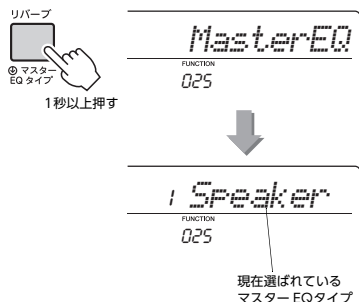 リバーブ
MasterEQ
マスター
EQ タイプ
FUNCTION
025
1秒以上押す
1 Speaker
FUNCTION
025
現在選ばれている
マスター EQタイプ